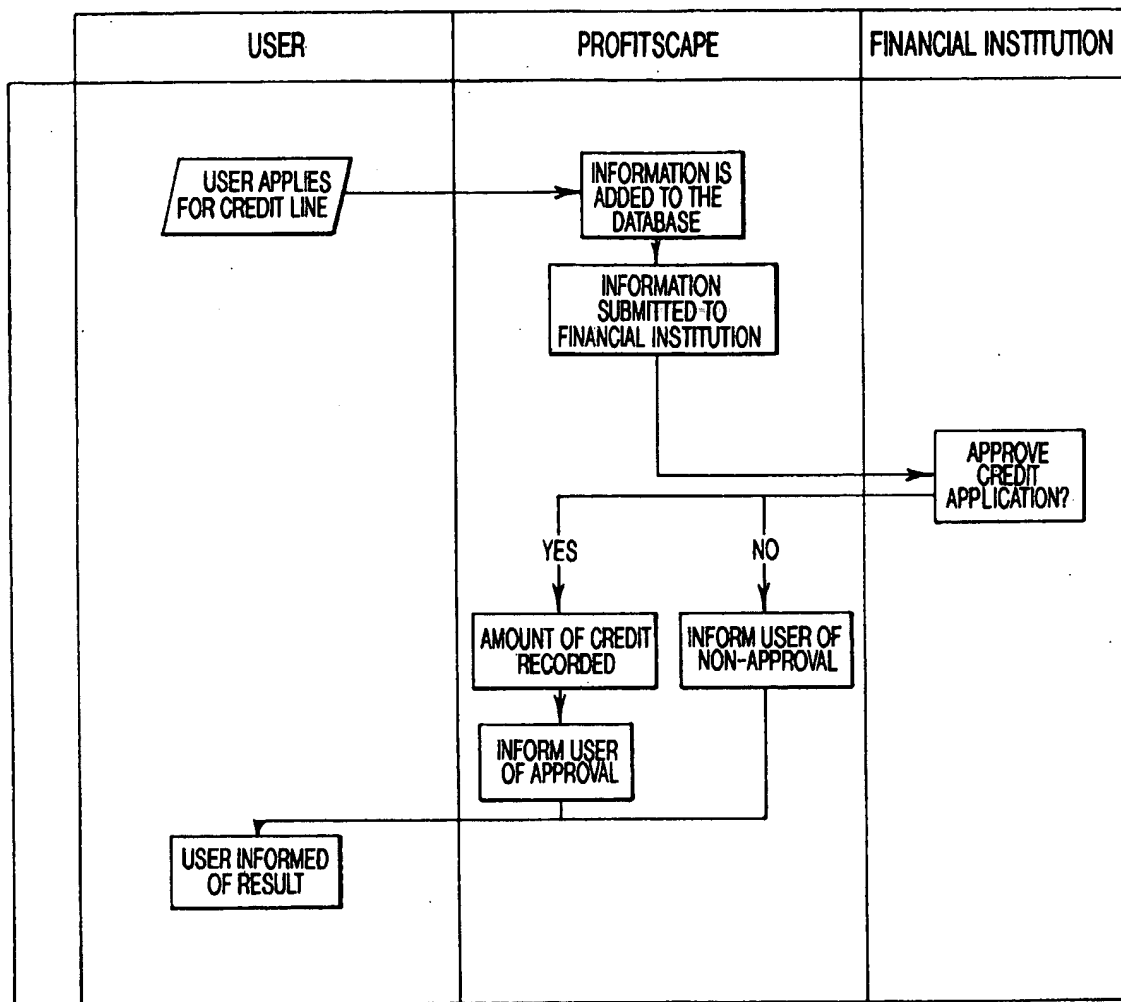 USER
PROFITSCAPE
FINANCIAL INSTITUTION
USER APPLIES
FOR CREDIT LINE
INFORMATION IS
ADDED TO THE
DATABASE
INFORMATION
SUBMITTED TO
FINANCIAL INSTITUTION
APPROVE
CREDIT
APPLICATION?
YES
NO
AMOUNT OF CREDIT
RECORDED
INFORM USER OF
NON-APPROVAL
INFORM USER
OF APPROVAL
USER INFORMED
OF RESULT